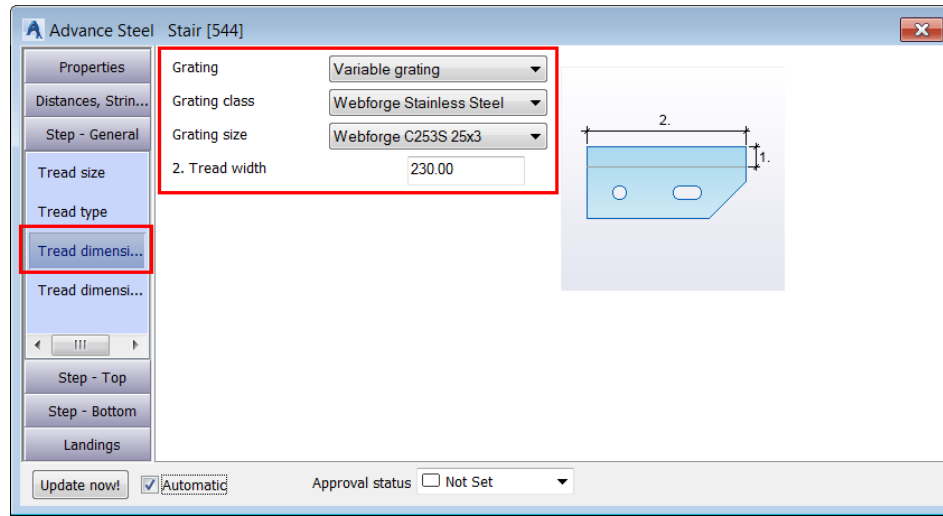 Advance Steel Stair [544]
Properties
Distances, Strin...
Step - General
Tread size
Tread type
Tread dimensi...
Tread dimensi...
Step - Top
Step - Bottom
Landings
Grating Variable grating
Grating class Webforge Stainless Steel
Grating size Webforge C253S 25x3
2. Tread width 230.00
2.
1.
Update now! Automatic Approval status Not Set